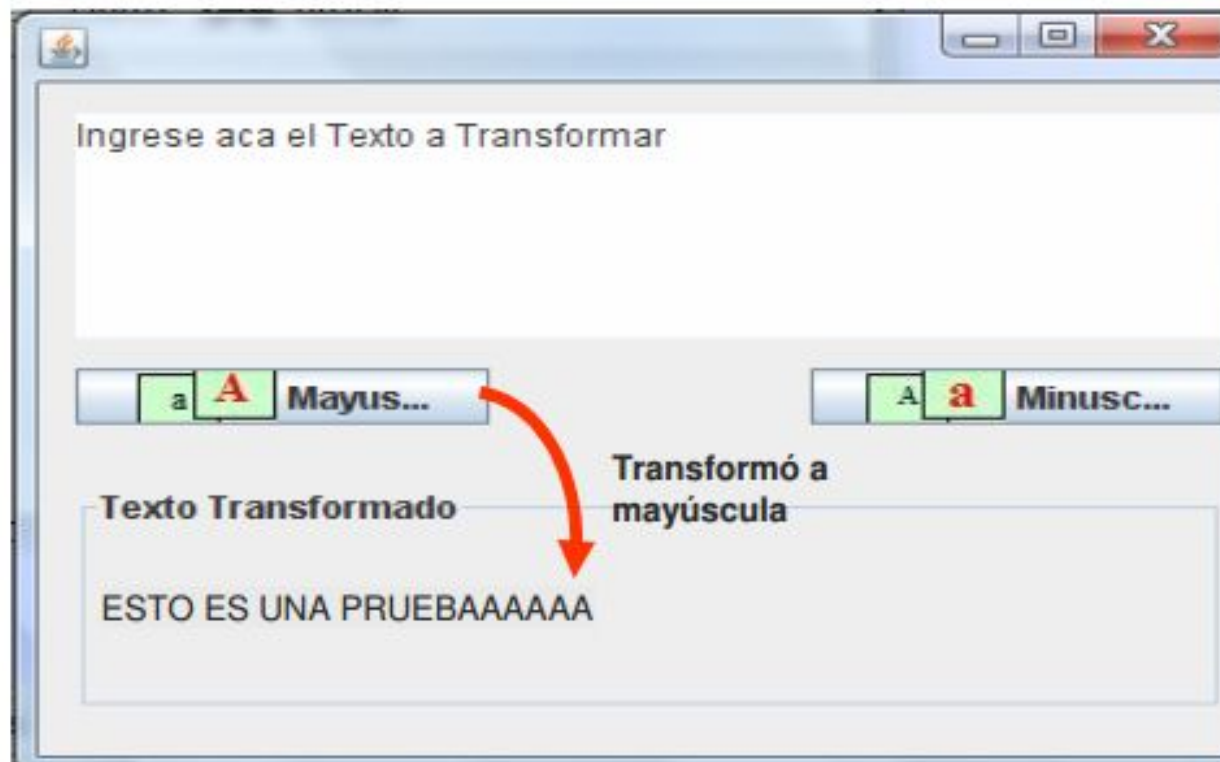 Ingrese aca el Texto a Transformar
a A Mayus... A a Minusc...
Transformó a
mayúscula
Texto Transformado
ESTO ES UNA PRUEBAAAAAA